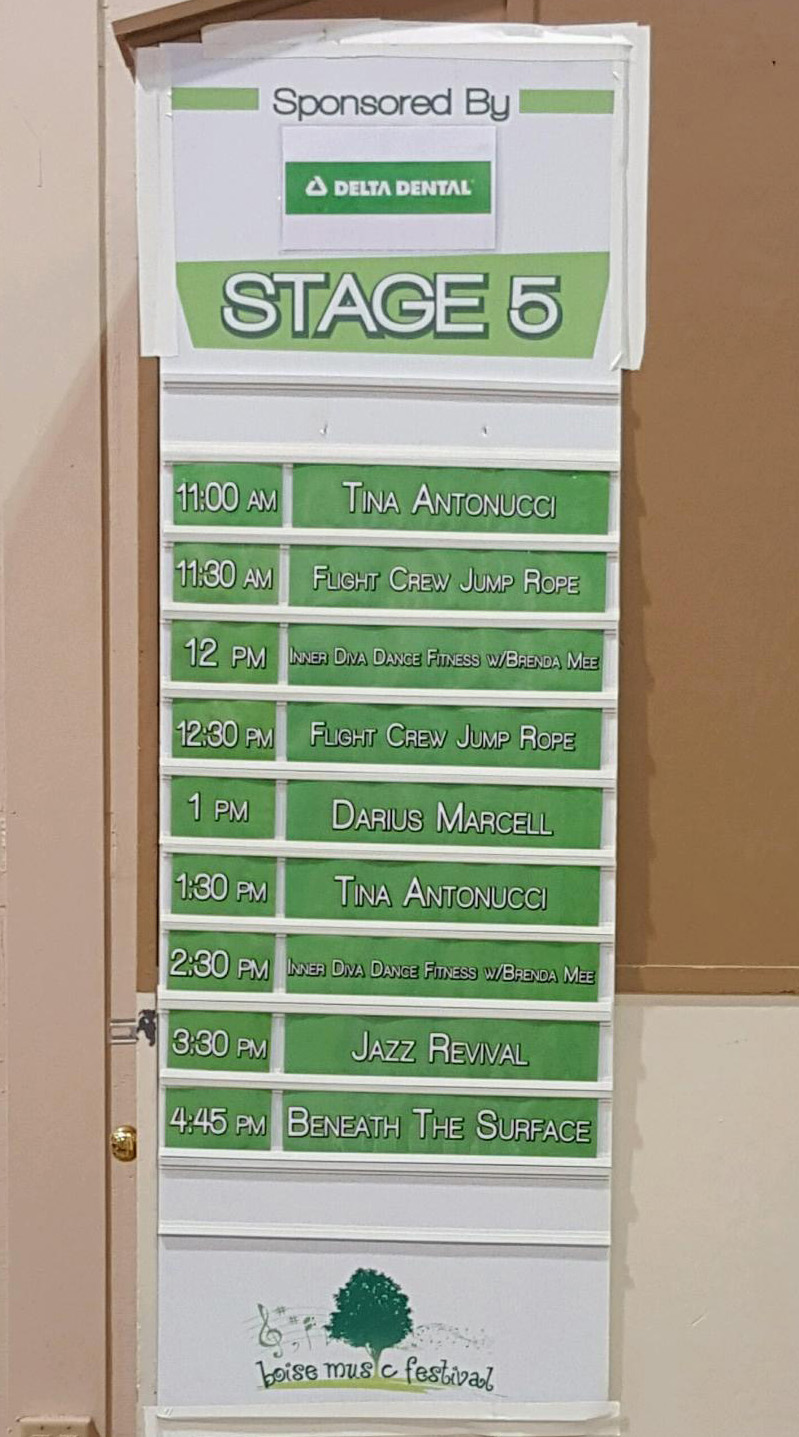 Sponsored By
DELTA DENTAL
STAGE 5
11:00 AM TINA ANTONUCCI
11:30 AM FLIGHT CREW JUMP ROPE
12 PM INNER DIVA DANCE FITNESS W/BRENDA MEE
12:30 PM FLIGHT CREW JUMP ROPE
1 PM DARIUS MARCELL
1:30 PM TINA ANTONUCCI
2:30 PM INNER DIVA DANCE FITNESS W/BRENDA MEE
3:30 PM JAZZ REVIVAL
4:45 PM BENEATH THE SURFACE
boise music festival